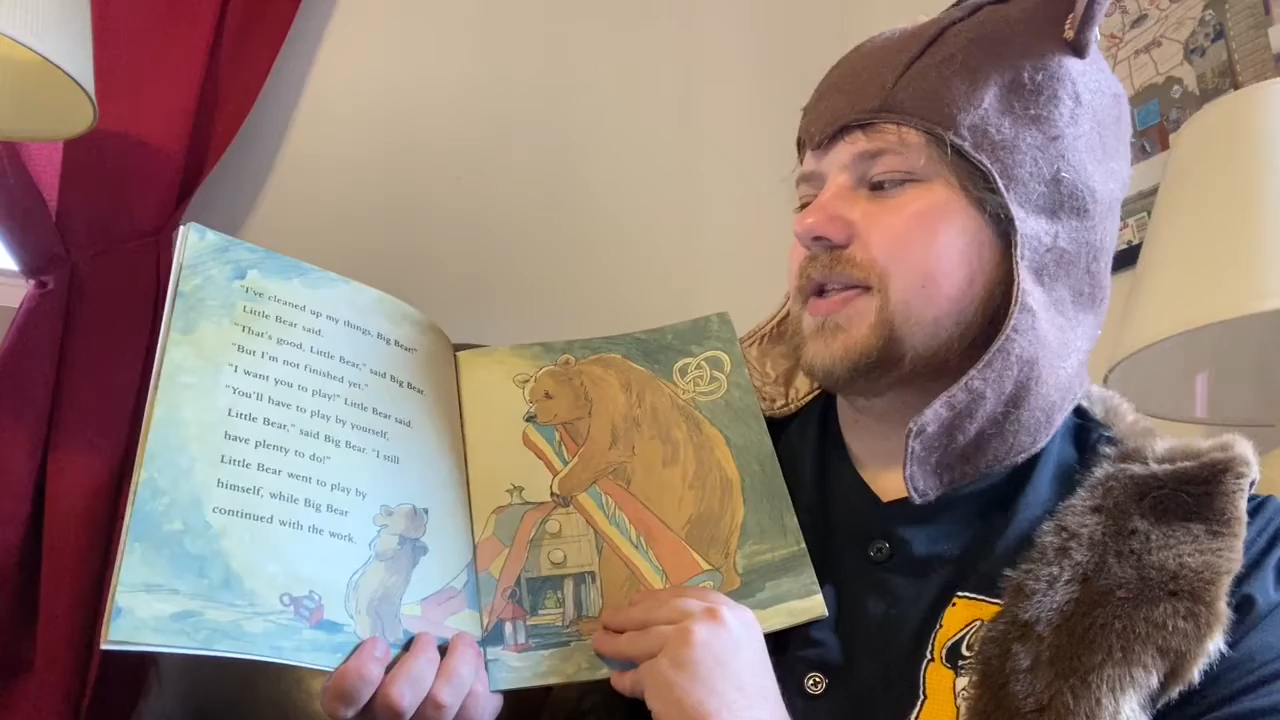 "I've cleaned up my things, Big Bear!"
Little Bear said.
"That's good, Little Bear," said Big Bear.
"But I'm not finished yet."
"I want you to play!" Little Bear said.
"You'll have to play by yourself,
Little Bear," said Big Bear. "I still
have plenty to do!"
Little Bear went to play by
himself, while Big Bear
continued with the work.